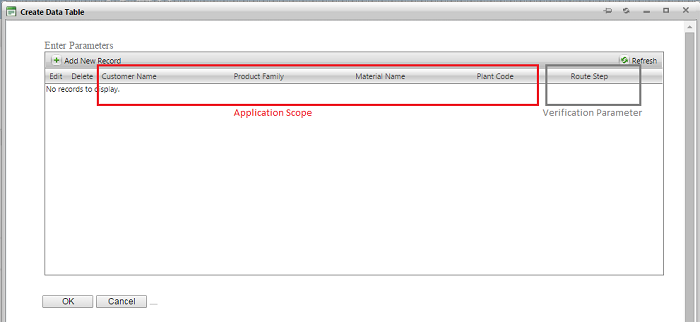 Create Data Table
Enter Parameters
Add New Record Refresh
Edit Delete Customer Name Product Family Material Name Plant Code Route Step
No records to display.
Application Scope Verification Parameter
OK Cancel ...